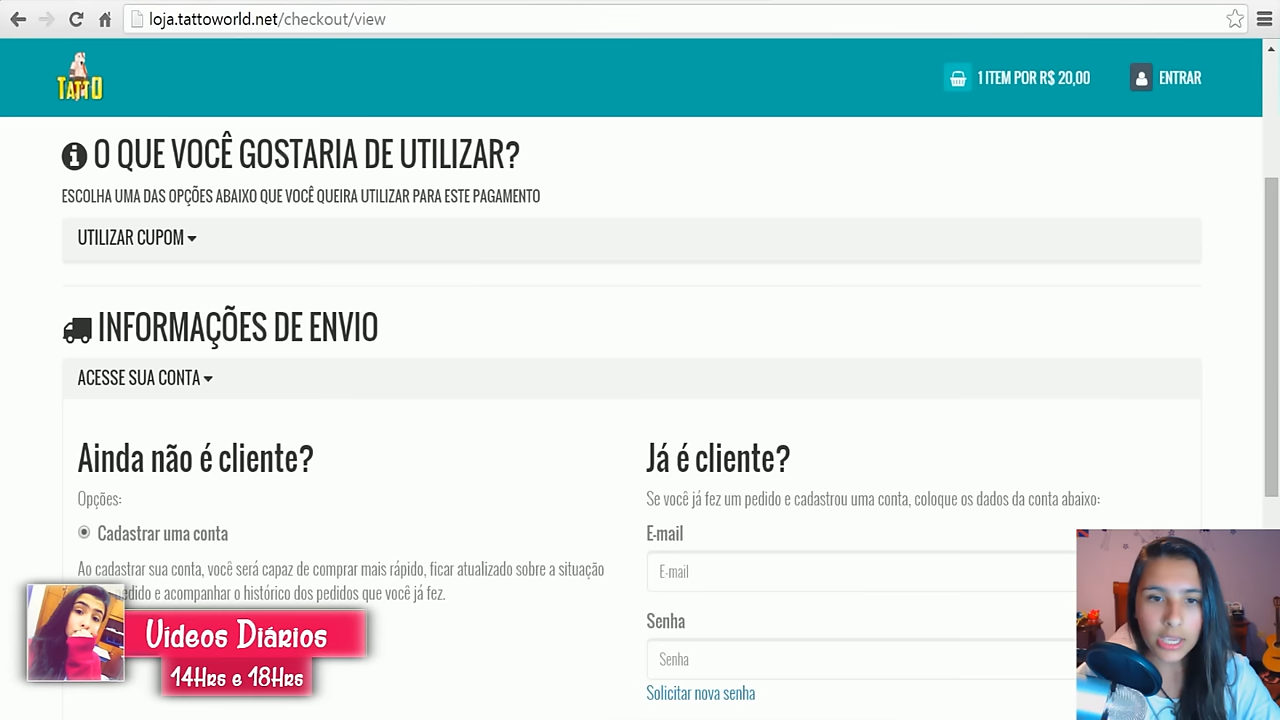 loja.tattoworld.net/checkout/view
TATTO
1 ITEM POR R$ 20,00
ENTRAR
O QUE VOCÊ GOSTARIA DE UTILIZAR?
ESCOLHA UMA DAS OPÇÕES ABAIXO QUE VOCÊ QUEIRA UTILIZAR PARA ESTE PAGAMENTO
UTILIZAR CUPOM
INFORMAÇÕES DE ENVIO
ACESSE SUA CONTA
Ainda não é cliente?
Opções:
Cadastrar uma conta
Ao cadastrar sua conta, você será capaz de comprar mais rápido, ficar atualizado sobre a situação
pedido e acompanhar o histórico dos pedidos que você já fez.
Já é cliente?
Se você já fez um pedido e cadastrou uma conta, coloque os dados da conta abaixo:
E-mail
E-mail
Senha
Senha
Solicitar nova senha
Vídeos Diários
14Hrs e 18Hrs